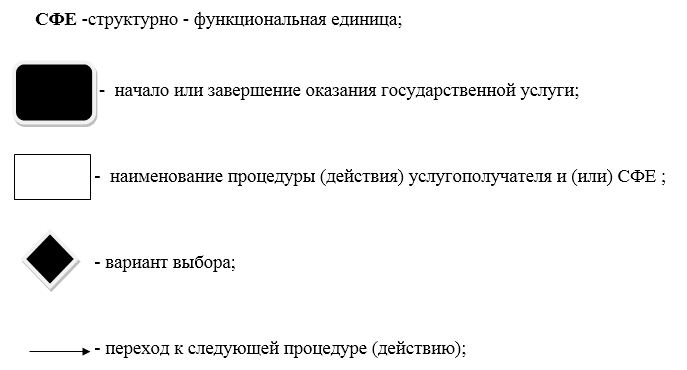 СФЕ -структурно - функциональная единица;
- начало или завершение оказания государственной услуги;
- наименование процедуры (действия) услугополучателя и (или) СФЕ ;
- вариант выбора;
- переход к следующей процедуре (действию);